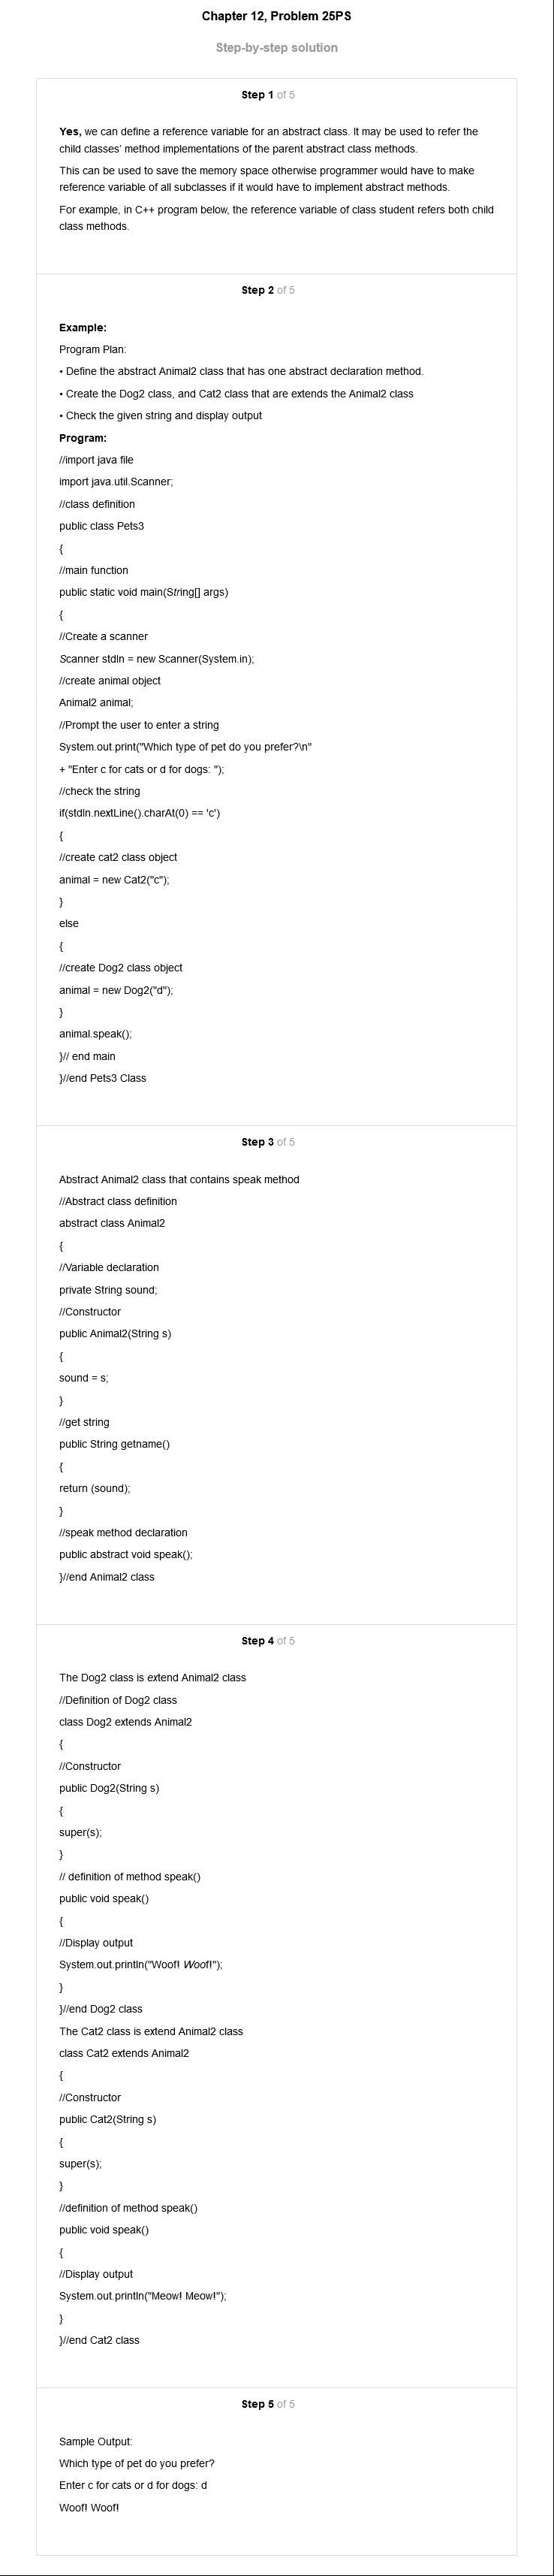 Chapter 12, Problem 25PS
Step-by-step solution
Step 1 of 5
Yes, we can define a reference variable for an abstract class. It may be used to refer the
child classes' method implementations of the parent abstract class methods.
This can be used to save the memory space otherwise programmer would have to make
reference variable of all subclasses if it would have to implement abstract methods.
For example, in C++ program below, the reference variable of class student refers both child
class methods.
Step 2 of 5
Example:
Program Plan:
• Define the abstract Animal2 class that has one abstract declaration method.
• Create the Dog2 class, and Cat2 class that are extends the Animal2 class
• Check the given string and display output
Program:
//import java file
import java.util.Scanner;
//class definition
public class Pets3
{
//main function
public static void main(String[] args)
{
//Create a scanner
Scanner stdIn = new Scanner(System.in);
//create animal object
Animal2 animal;
//Prompt the user to enter a string
System.out.print("Which type of pet do you prefer?\n"
+ "Enter c for cats or d for dogs: ");
//check the string
if(stdIn.nextLine().charAt(0) == 'c')
{
//create cat2 class object
animal = new Cat2("c");
}
else
{
//create Dog2 class object
animal = new Dog2("d");
}
animal.speak();
}// end main
}//end Pets3 Class
Step 3 of 5
Abstract Animal2 class that contains speak method
//Abstract class definition
abstract class Animal2
{
//Variable declaration
private String sound;
//Constructor
public Animal2(String s)
{
sound = s;
}
//get string
public String getname()
{
return (sound);
}
//speak method declaration
public abstract void speak();
}//end Animal2 class
Step 4 of 5
The Dog2 class is extend Animal2 class
//Definition of Dog2 class
class Dog2 extends Animal2
{
//Constructor
public Dog2(String s)
{
super(s);
}
// definition of method speak()
public void speak()
{
//Display output
System.out.println("Woof! Woof!");
}
}//end Dog2 class
The Cat2 class is extend Animal2 class
class Cat2 extends Animal2
{
//Constructor
public Cat2(String s)
{
super(s);
}
//definition of method speak()
public void speak()
{
//Display output
System.out.println("Meow! Meow!");
}
}//end Cat2 class
Step 5 of 5
Sample Output:
Which type of pet do you prefer?
Enter c for cats or d for dogs: d
Woof! Woof!